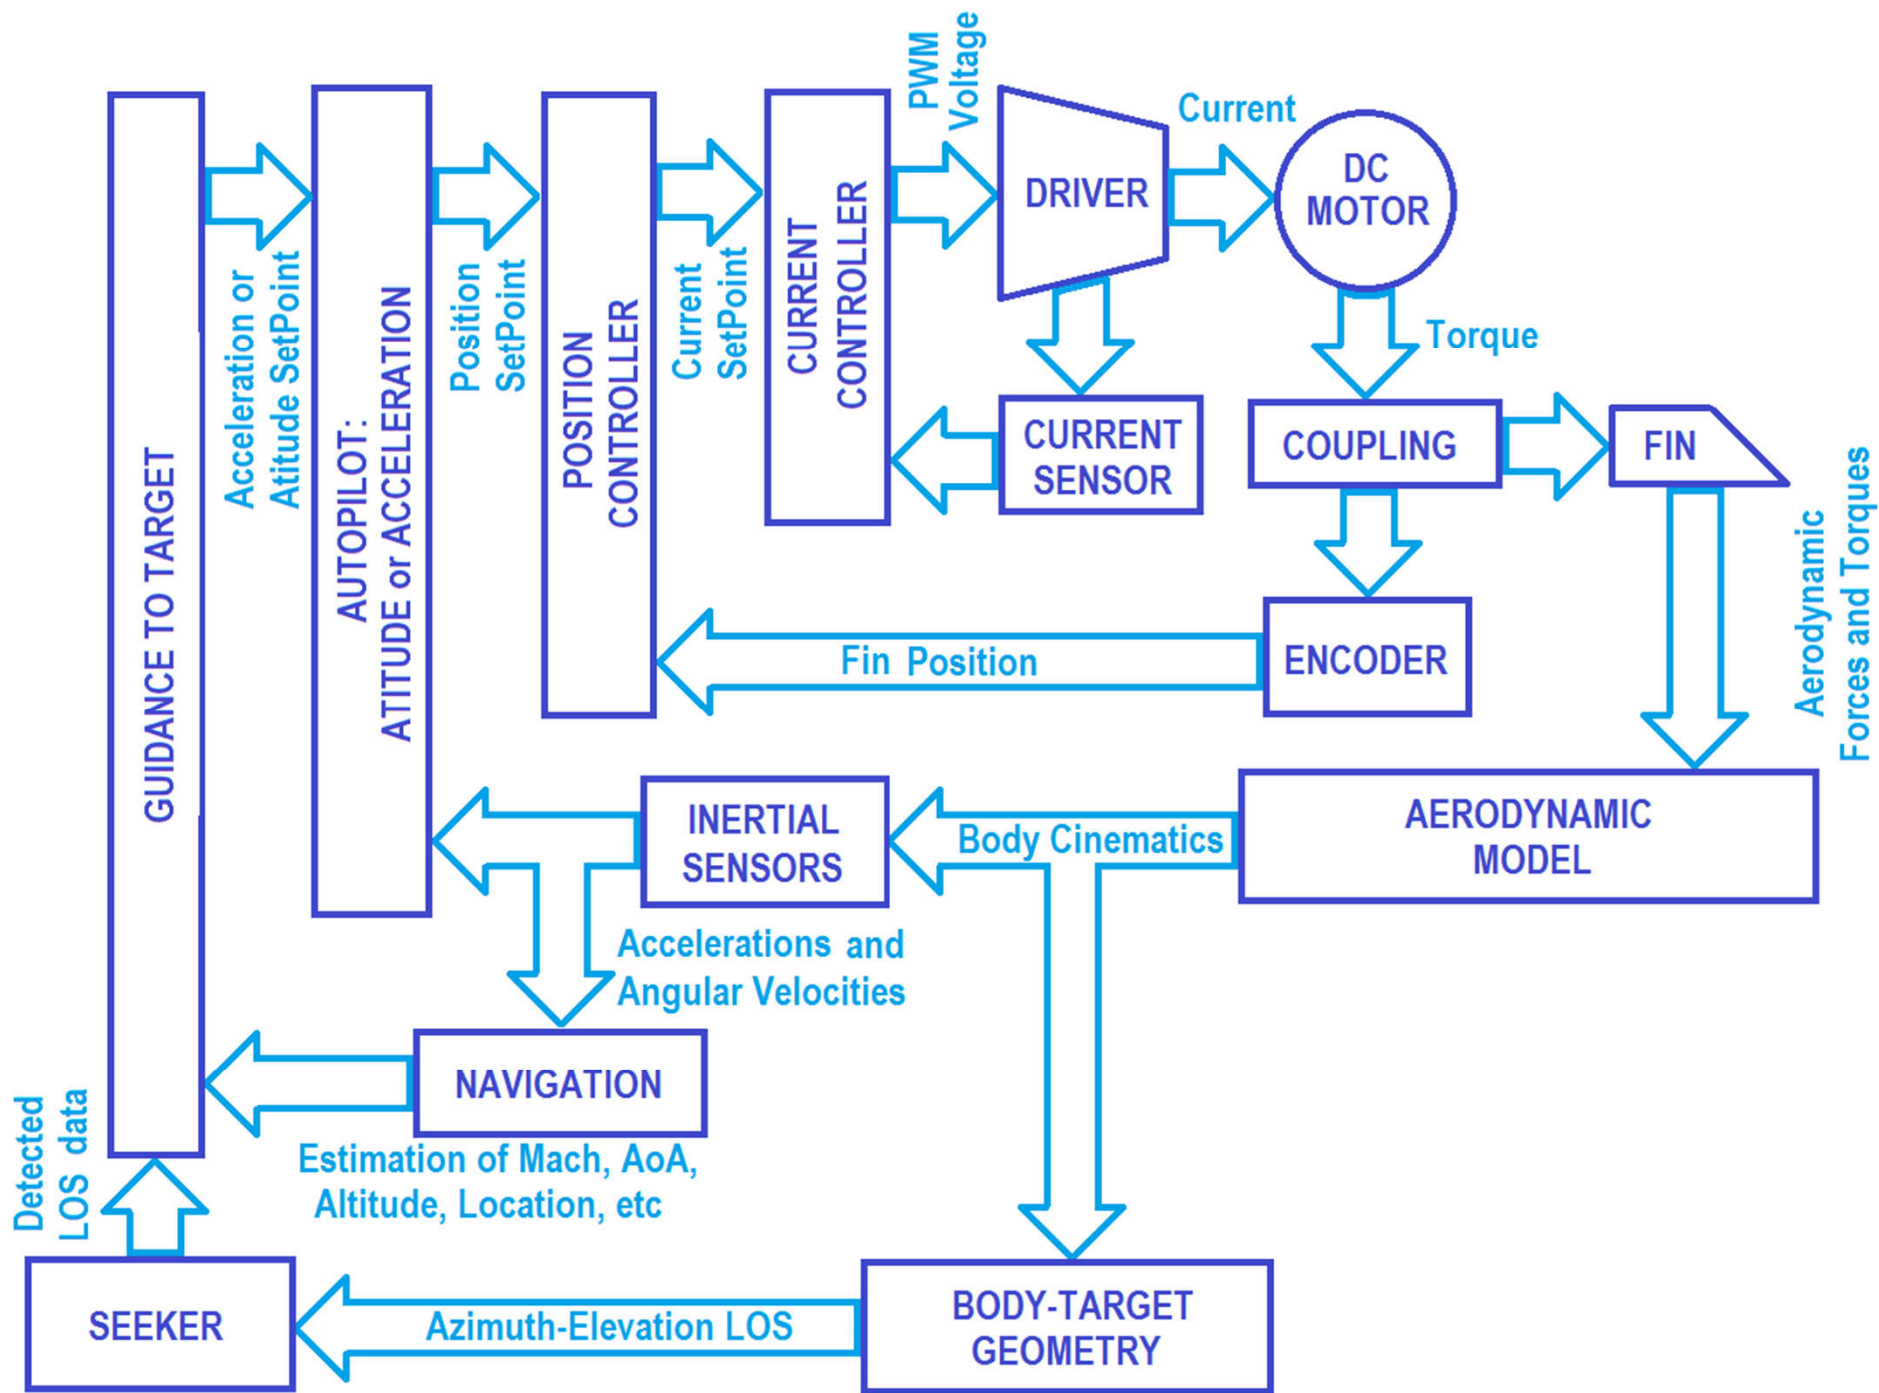 GUIDANCE TO TARGET
Acceleration or
Atitude SetPoint
AUTOPILOT:
ATITUDE or ACCELERATION
Position
SetPoint
POSITION
CONTROLLER
Current
SetPoint
CURRENT
CONTROLLER
PWM
Voltage
DRIVER
Current
DC
MOTOR
Torque
CURRENT
SENSOR
COUPLING
FIN
Aerodynamic
Forces and Torques
ENCODER
Fin Position
AERODYNAMIC
MODEL
Body Cinematics
INERTIAL
SENSORS
Accelerations and
Angular Velocities
NAVIGATION
Estimation of Mach, AoA,
Altitude, Location, etc
Detected
LOS data
SEEKER
Azimuth-Elevation LOS
BODY-TARGET
GEOMETRY